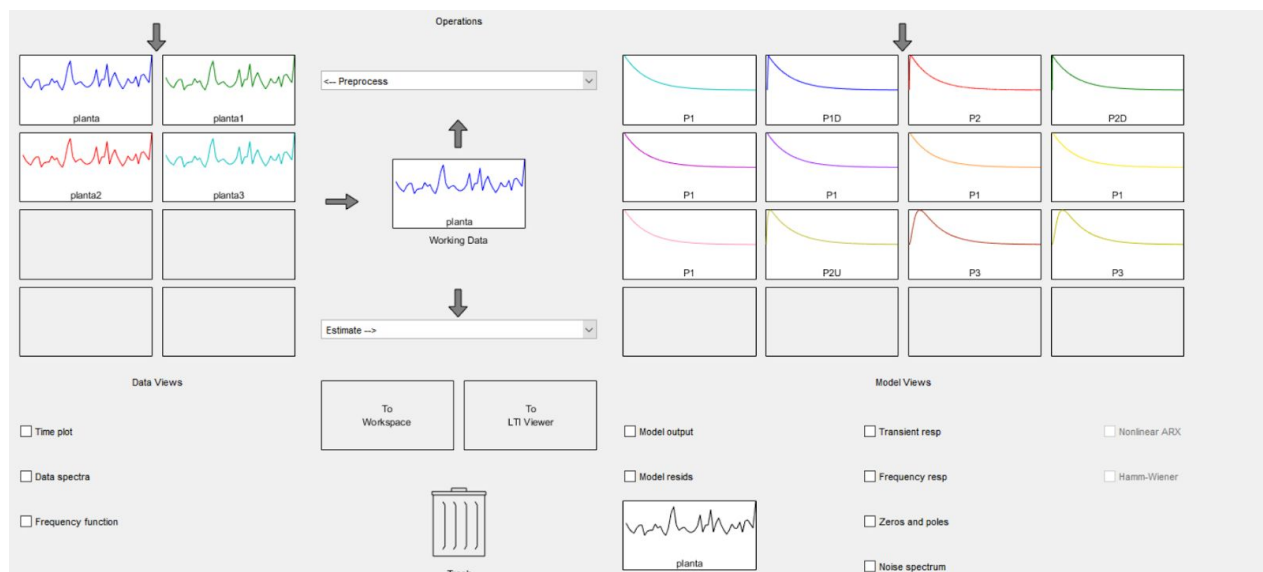 Operations
<-- Preprocess
planta
planta1
planta2
planta3
planta
Working Data
Estimate -->
To
Workspace
To
LTI Viewer
P1
P1D
P2
P2D
P1
P1
P1
P1
P1
P2U
P3
P3
Data Views
Time plot
Data spectra
Frequency function
Model Views
Model output
Transient resp
Nonlinear ARX
Model resids
Frequency resp
Hamm-Wiener
Zeros and poles
planta
Noise spectrum